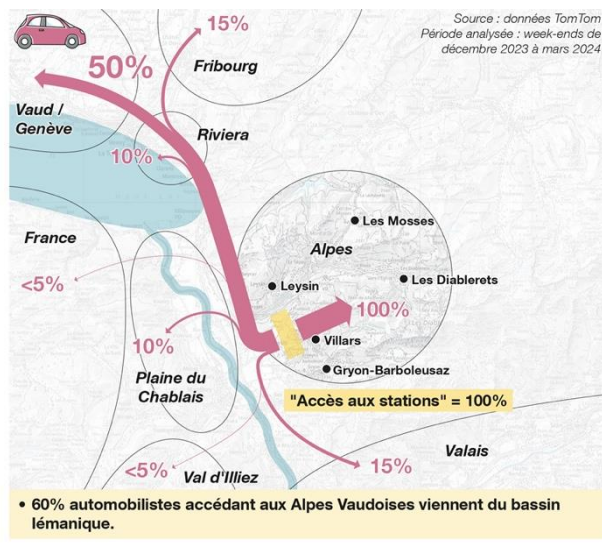 Source : données TomTom
Période analysée : week-ends de
décembre 2023 à mars 2024
15%
50%
Fribourg
Vaud /
Genève
Riviera
10%
Les Mosses
France
Alpes
<5%
Leysin
Les Diablerets
100%
10%
Villars
Plaine du
Chablais
Gryon-Barboleusaz
"Accès aux stations" = 100%
Valais
<5%
Val d'Illiez
15%
• 60% automobilistes accédant aux Alpes Vaudoises viennent du bassin
lémanique.